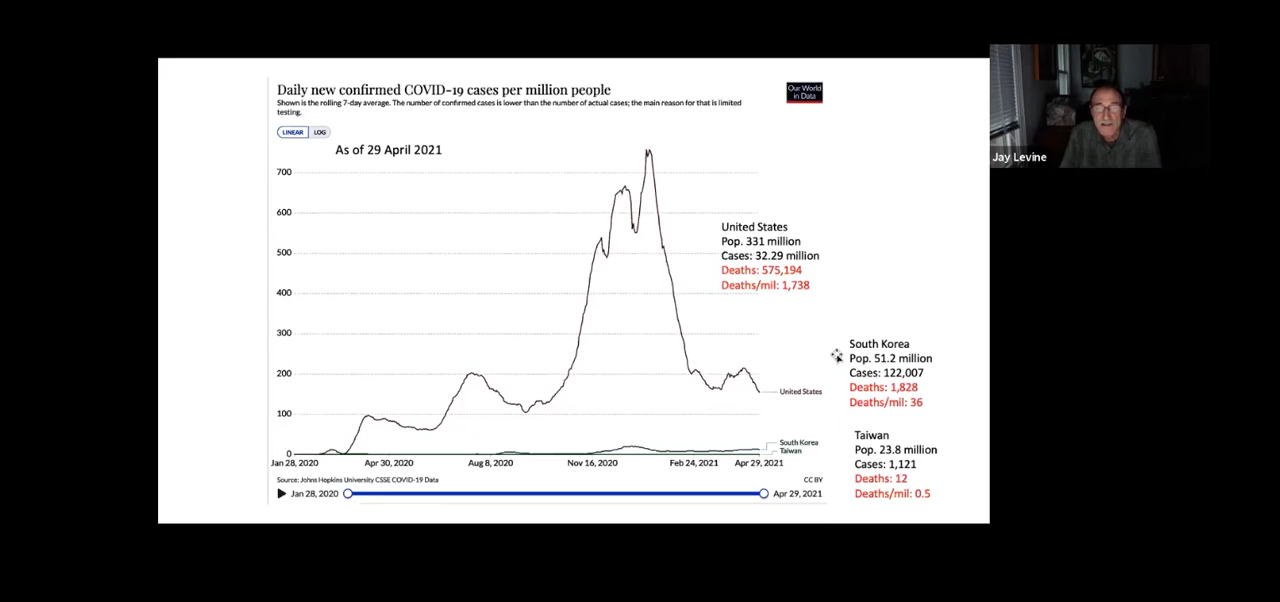 Daily new confirmed COVID-19 cases per million people
Shown is the rolling 7-day average. The number of confirmed cases is lower than the number of actual cases; the main reason for that is limited
testing.
Our World
in Data
LINEAR LOG
As of 29 April 2021
700
600
500
400
300
200
100
0
United States
Pop. 331 million
Cases: 32.29 million
Deaths: 575,194
Deaths/mil: 1,738
South Korea
Pop. 51.2 million
Cases: 122,007
Deaths: 1,828
Deaths/mil: 36
Taiwan
Pop. 23.8 million
Cases: 1,121
Deaths: 12
Deaths/mil: 0.5
United States
South Korea
Taiwan
Jan 28, 2020 Apr 30, 2020 Aug 8, 2020 Nov 16, 2020 Feb 24, 2021 Apr 29, 2021
Source: Johns Hopkins University CSSE COVID-19 Data
CC BY
Jan 28, 2020
Apr 29, 2021
Jay Levine